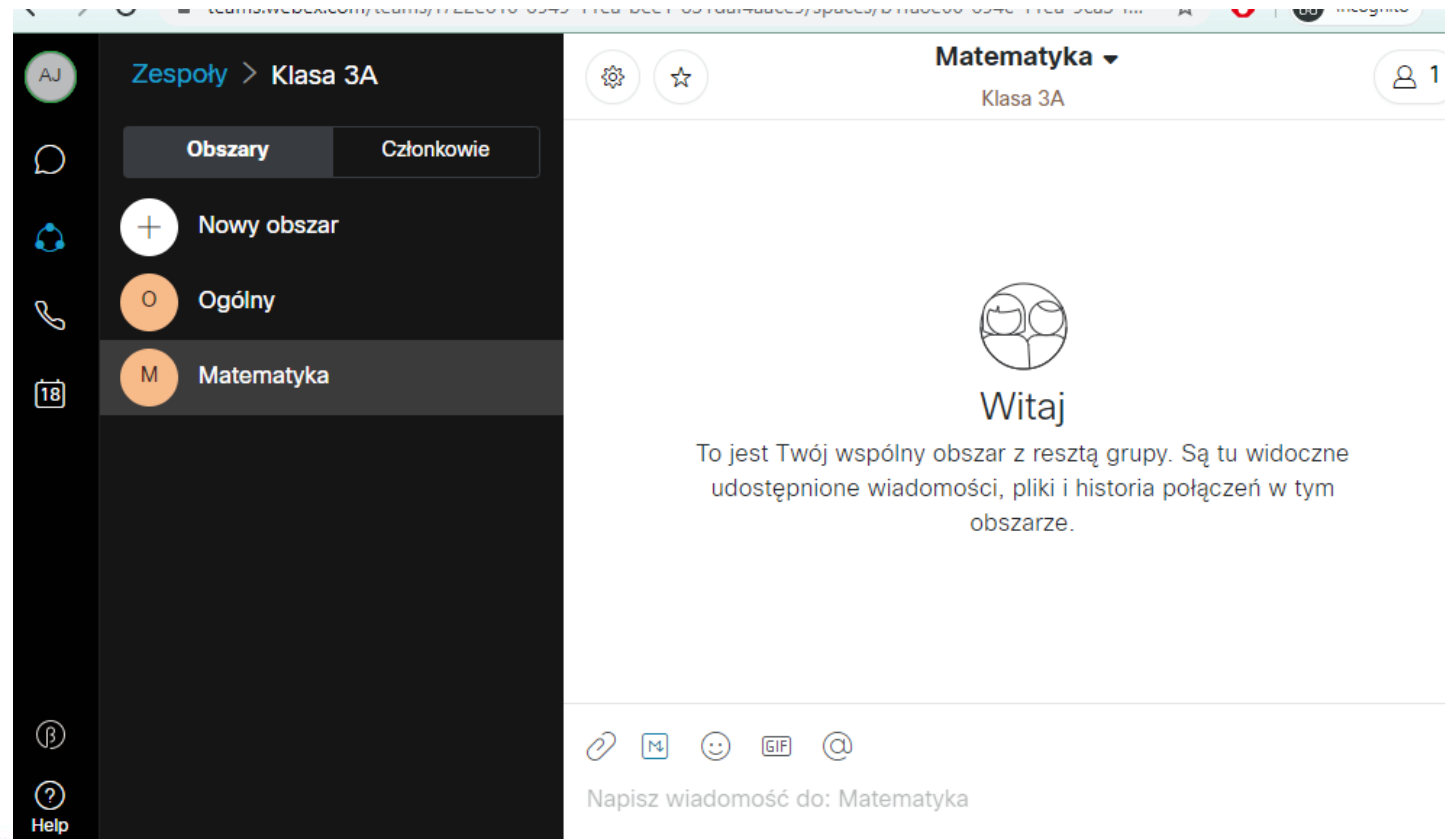 AJ
Zespoły > Klasa 3A
Obszary Członkowie
+ Nowy obszar
O Ogólny
M Matematyka
18
β
?
Help
Matematyka
Klasa 3A
1
Witaj
To jest Twój wspólny obszar z resztą grupy. Są tu widoczne
udostępnione wiadomości, pliki i historia połączeń w tym
obszarze.
M GIF @
Napisz wiadomość do: Matematyka